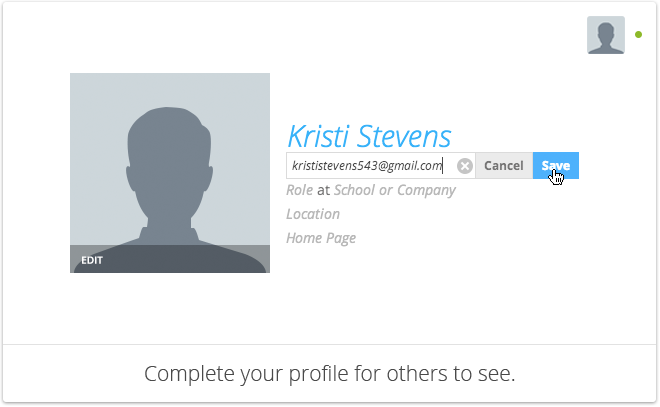 Kristi Stevens
krististevens543@gmail.com Cancel Save
Role at School or Company
Location
Home Page
EDIT
Complete your profile for others to see.